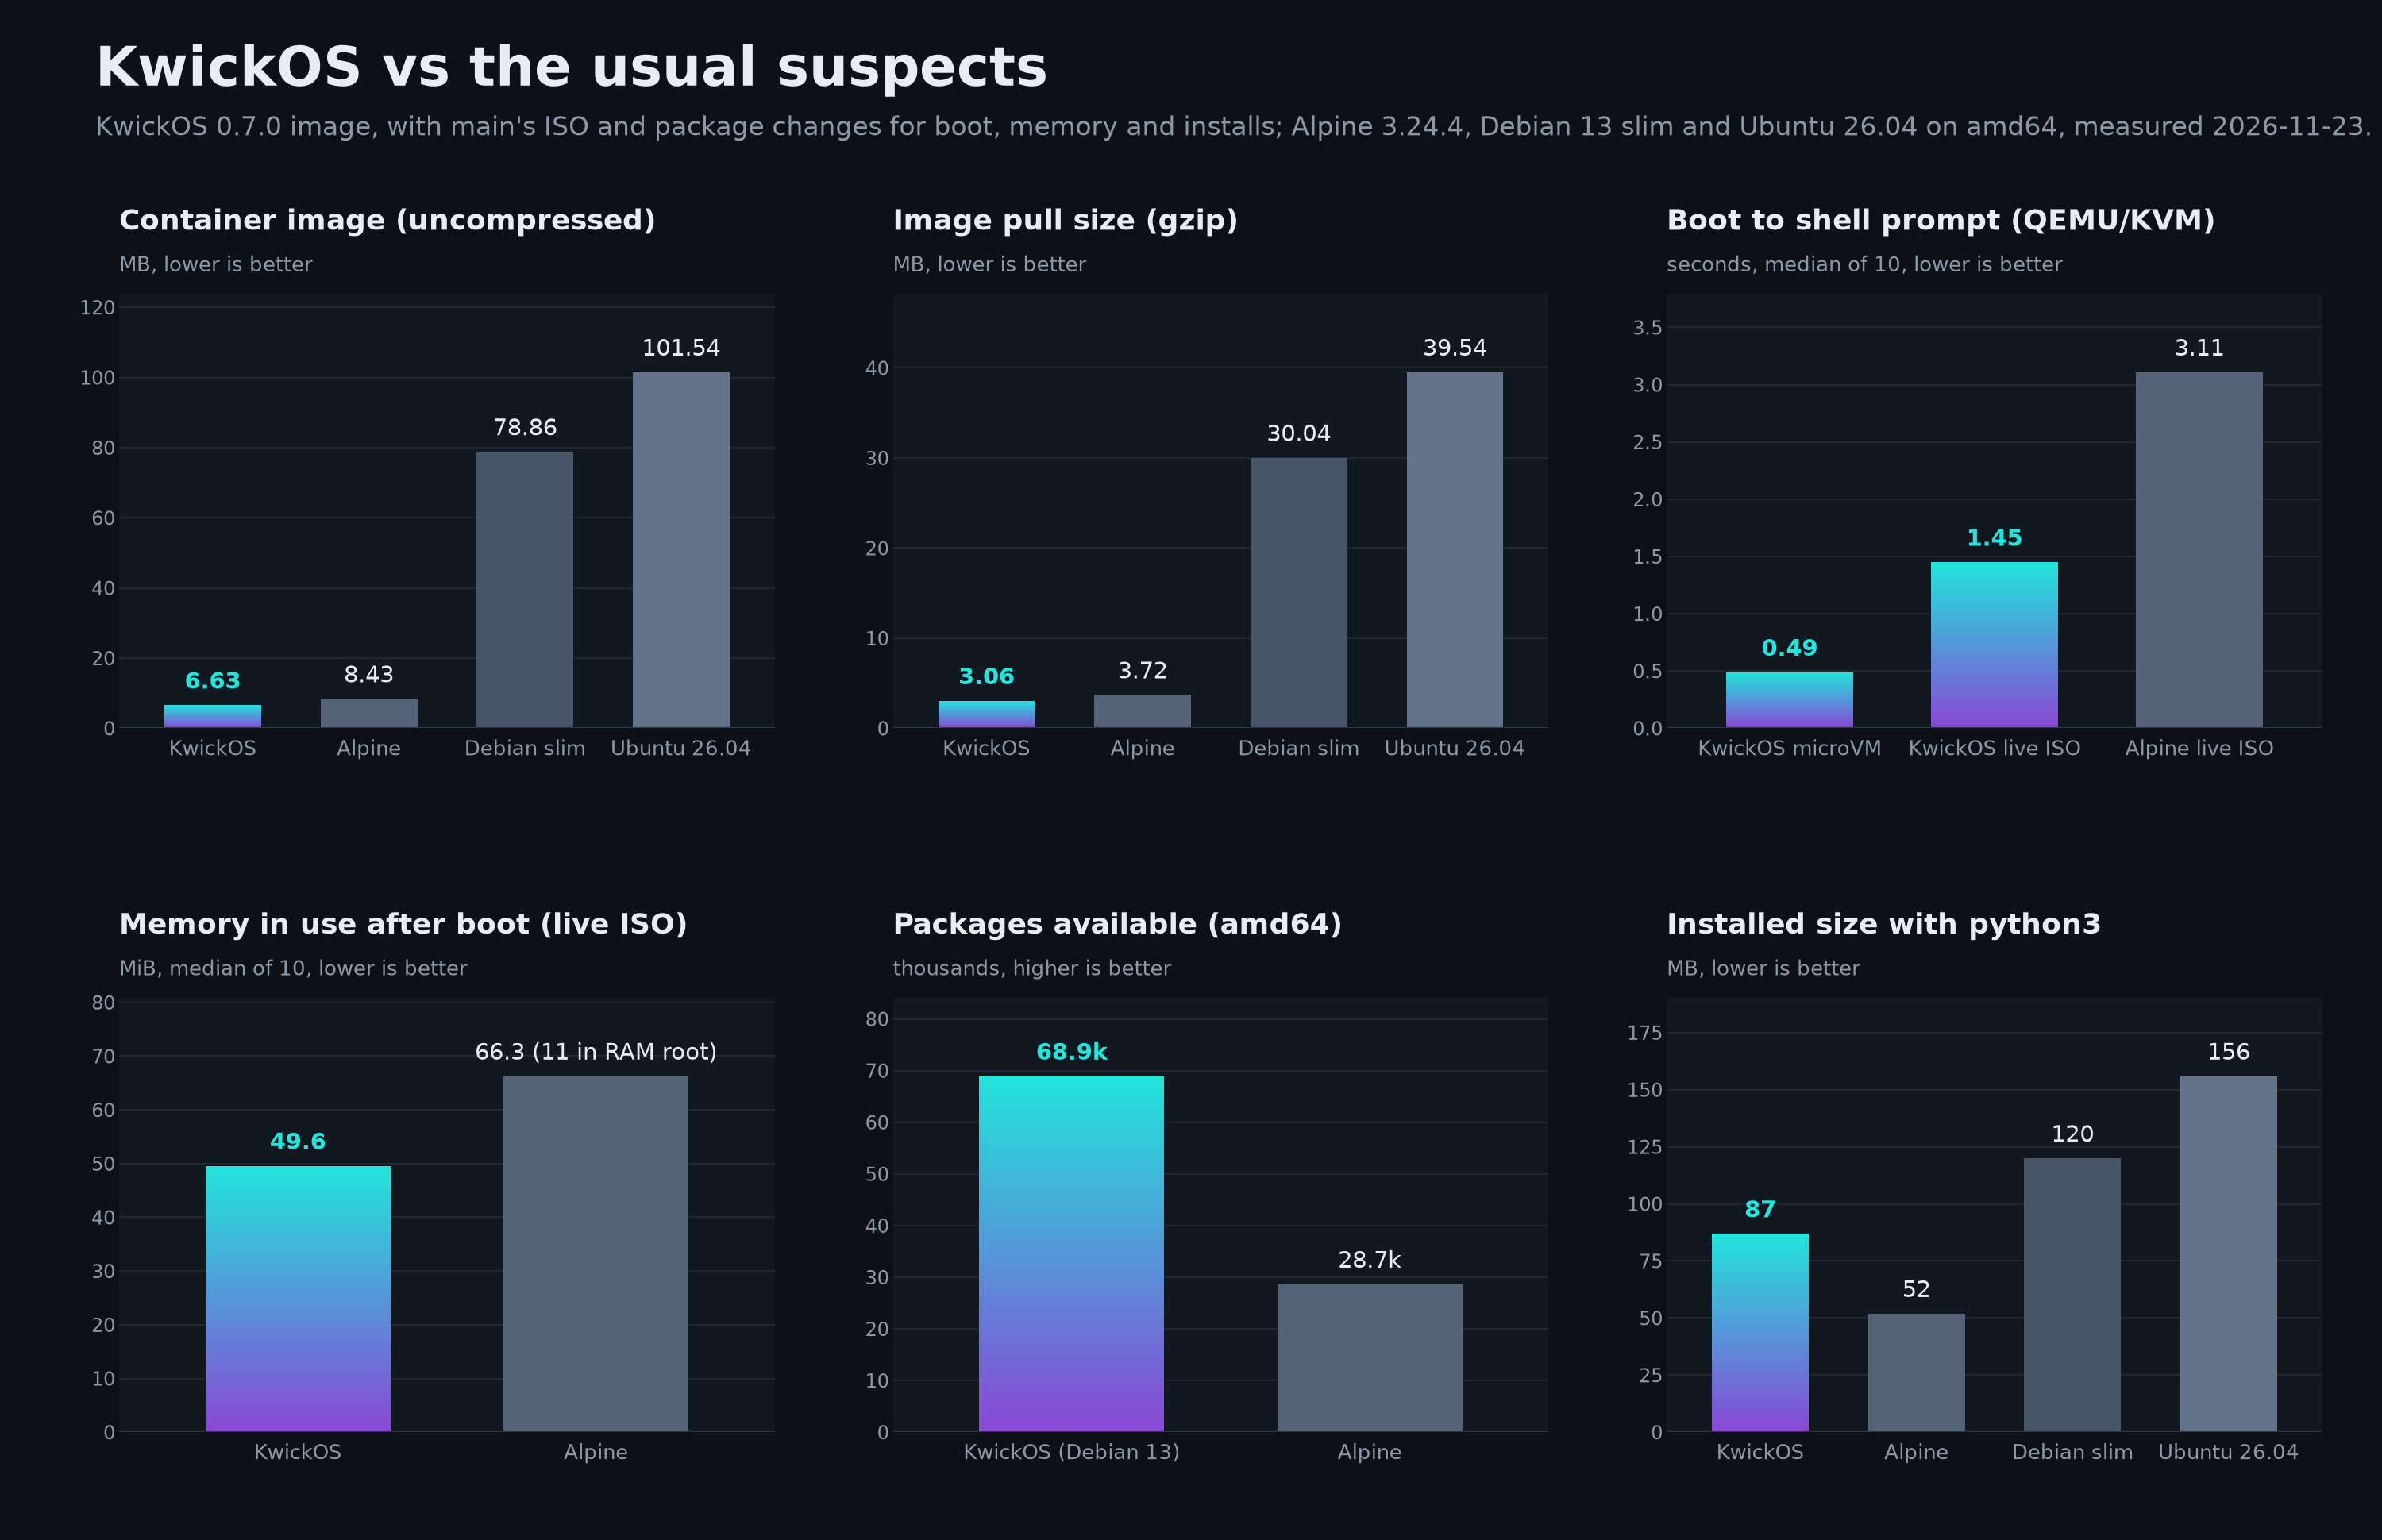 KwickOS vs the usual suspects
KwickOS 0.7.0 image, with main's ISO and package changes for boot, memory and installs; Alpine 3.24.4, Debian 13 slim and Ubuntu 26.04 on amd64, measured 2026-11-23.
Container image (uncompressed)
MB, lower is better
120
100
80
60
40
20
0
6.63
8.43
78.86
101.54
KwickOS
Alpine
Debian slim
Ubuntu 26.04
Image pull size (gzip)
MB, lower is better
40
30
20
10
0
3.06
3.72
30.04
39.54
KwickOS
Alpine
Debian slim
Ubuntu 26.04
Boot to shell prompt (QEMU/KVM)
seconds, median of 10, lower is better
3.5
3.0
2.5
2.0
1.5
1.0
0.5
0.0
0.49
1.45
3.11
KwickOS microVM
KwickOS live ISO
Alpine live ISO
Memory in use after boot (live ISO)
MiB, median of 10, lower is better
80
70
60
50
40
30
20
10
0
49.6
66.3 (11 in RAM root)
KwickOS
Alpine
Packages available (amd64)
thousands, higher is better
80
70
60
50
40
30
20
10
0
68.9k
28.7k
KwickOS (Debian 13)
Alpine
Installed size with python3
MB, lower is better
175
150
125
100
75
50
25
0
87
52
120
156
KwickOS
Alpine
Debian slim
Ubuntu 26.04